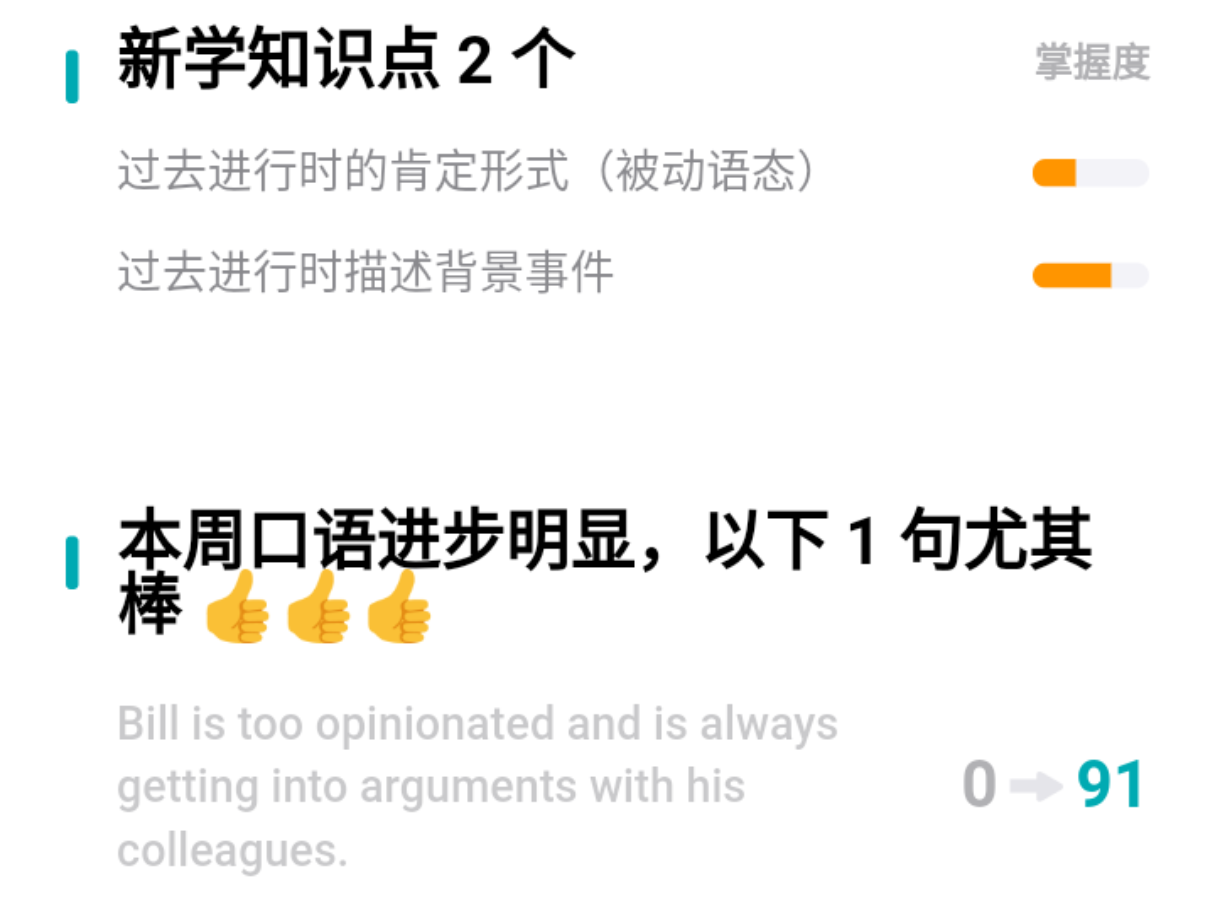 新学知识点 2 个
掌握度
过去进行时的肯定形式（被动语态）
过去进行时描述背景事件
本周口语进步明显，以下 1 句尤其
棒 👍👍👍
Bill is too opinionated and is always
getting into arguments with his
0 ➡ 91
colleagues.